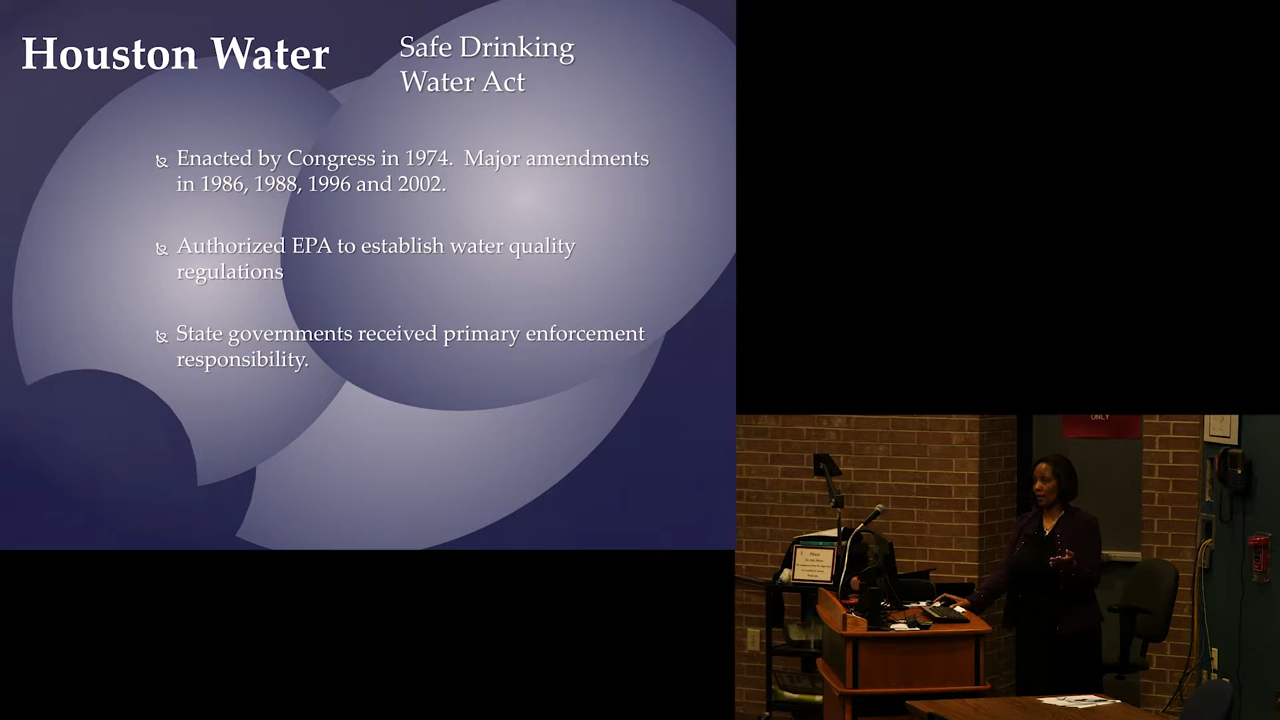 Houston Water
Safe Drinking
Water Act
Enacted by Congress in 1974.  Major amendments
in 1986, 1988, 1996 and 2002.
Authorized EPA to establish water quality
regulations
State governments received primary enforcement
responsibility.
ONLY